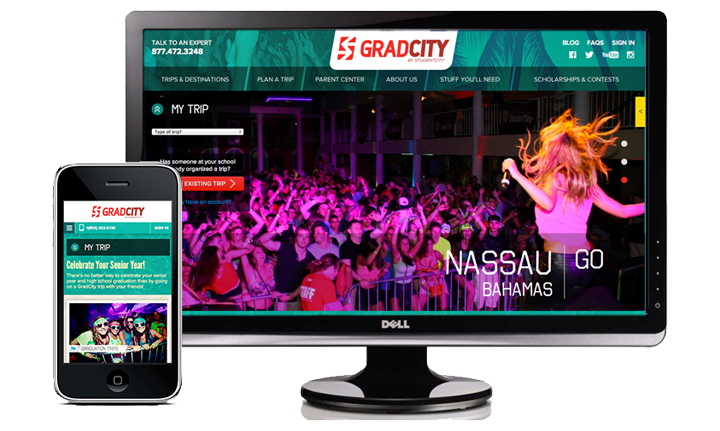 TALK TO AN EXPERT
877.472.3248
GRADCITY
BY STUDENTCITY
BLOG FAQS SIGN IN
You Tube
TRIPS & DESTINATIONS PLAN A TRIP PARENT CENTER ABOUT US STUFF YOU'LL NEED SCHOLARSHIPS & CONTESTS
MY TRIP
Type of trip?
Has someone at your school
ady organized a trip?
EXISTING TRIP
y have an account?
STAFF
NASSAU GO
BAHAMAS
DELL
GRADCITY
SIGN IN
MY TRIP
Celebrate Your Senior Year!
There's no better way to celebrate your senior
year and high school graduation than by going
on a GradCity trip with your friends!
GRADUATION TRIPS